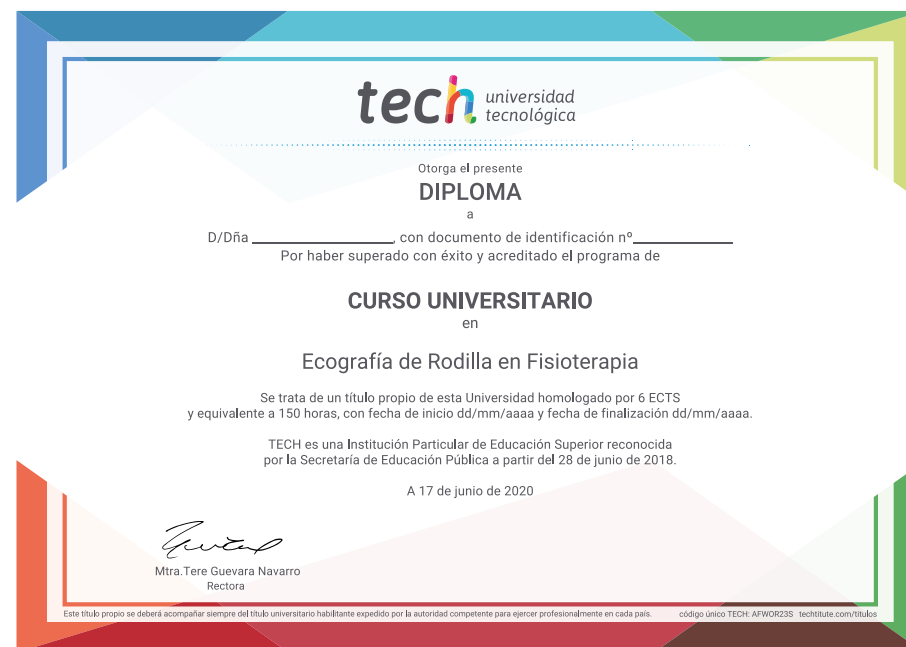 tech universidad
tecnológica
Otorga el presente
DIPLOMA
a
D/Dña ____________________, con documento de identificación nº______________
Por haber superado con éxito y acreditado el programa de
CURSO UNIVERSITARIO
en
Ecografía de Rodilla en Fisioterapia
Se trata de un título propio de esta Universidad homologado por 6 ECTS
y equivalente a 150 horas, con fecha de inicio dd/mm/aaaa y fecha de finalización dd/mm/aaaa.
TECH es una Institución Particular de Educación Superior reconocida
por la Secretaría de Educación Pública a partir del 28 de junio de 2018.
A 17 de junio de 2020
Mtra.Tere Guevara Navarro
Rectora
Este título propio se deberá acompañar siempre del título universitario habilitante expedido por la autoridad competente para ejercer profesionalmente en cada país. código único TECH: AFWOR23S techtitute.com/títulos